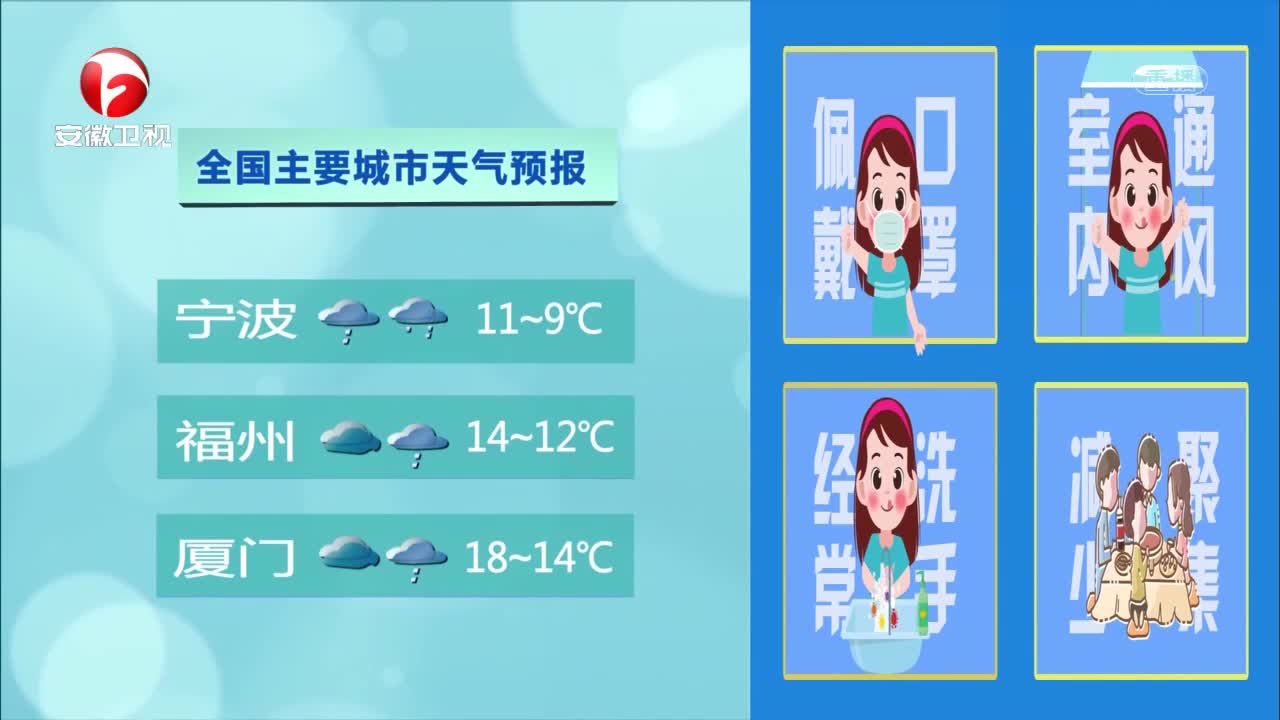 安徽卫视
全国主要城市天气预报
宁波 11~9℃
福州 14~12℃
厦门 18~14℃
佩戴口罩
室内通风
经常洗手
减少聚集